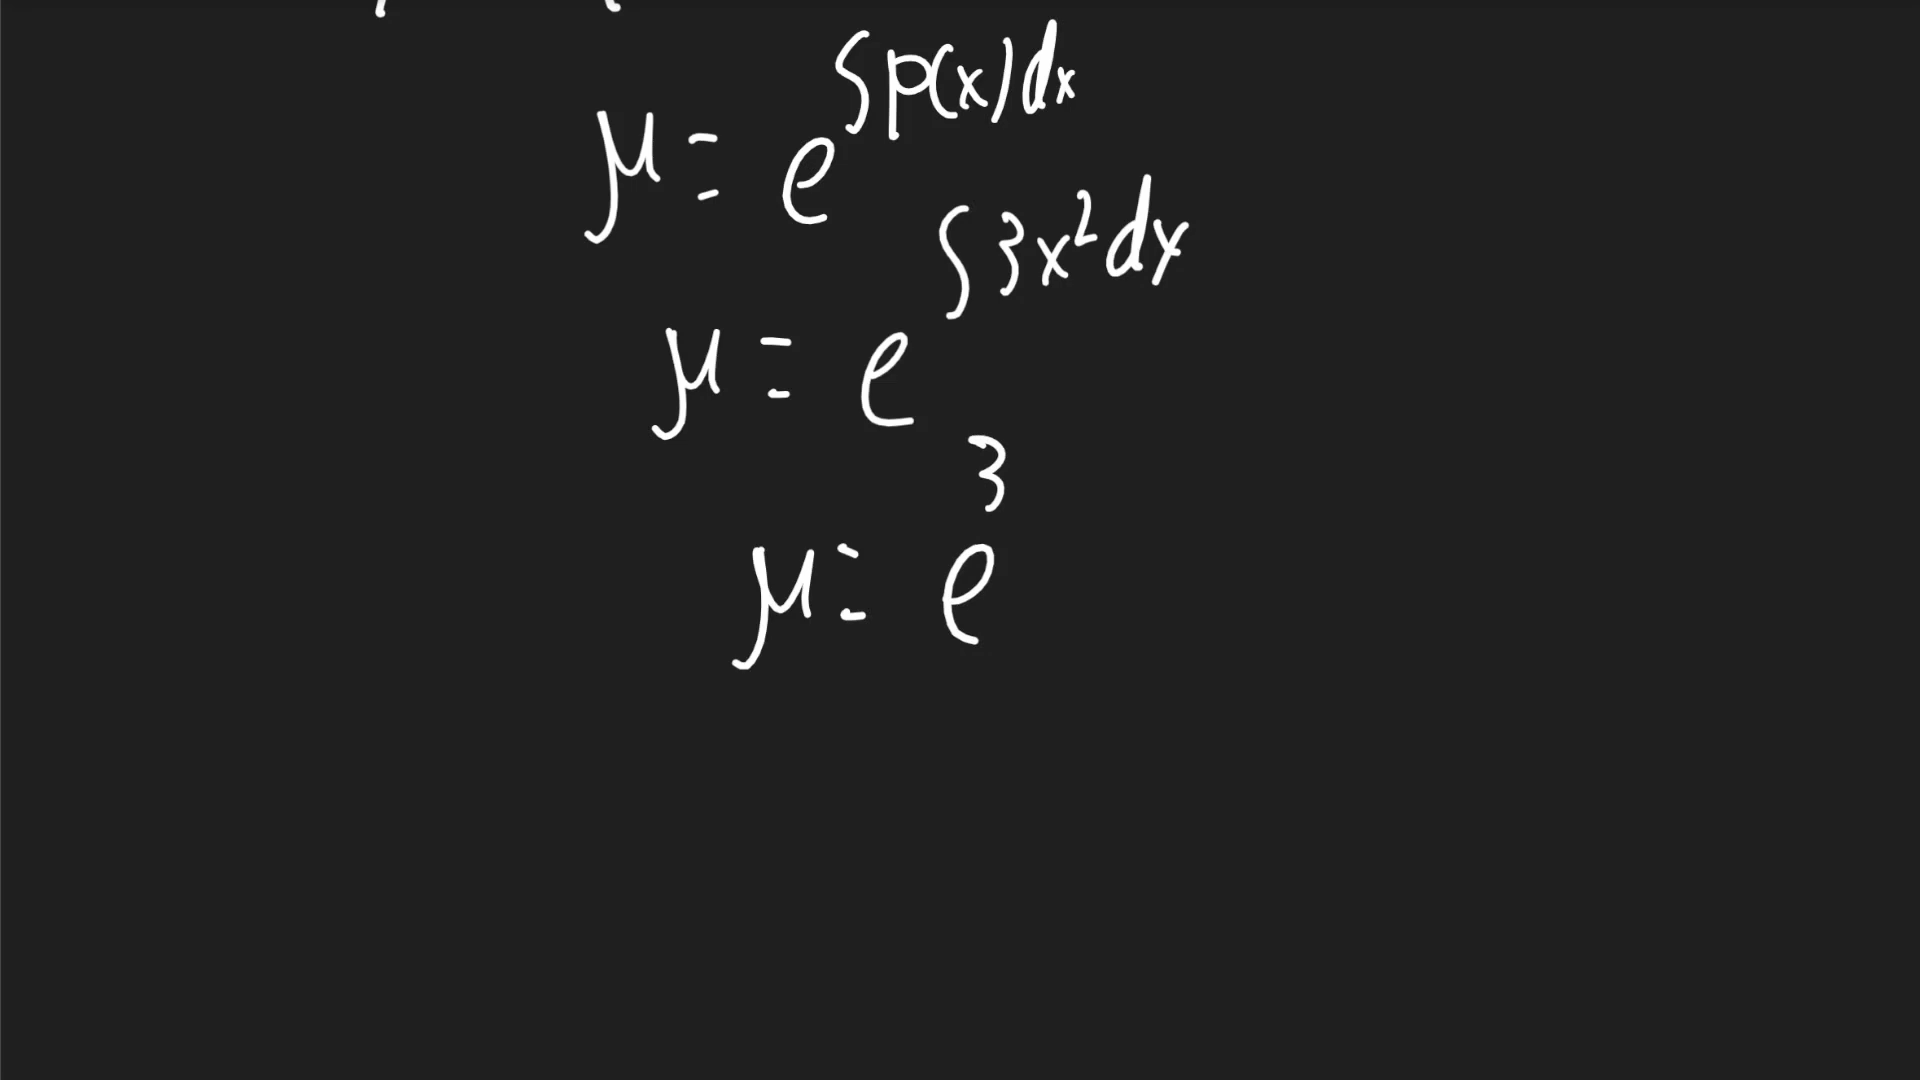 μ = e^{∫p(x)dx}
μ = e^{∫3x²dx}
μ = e^{3}